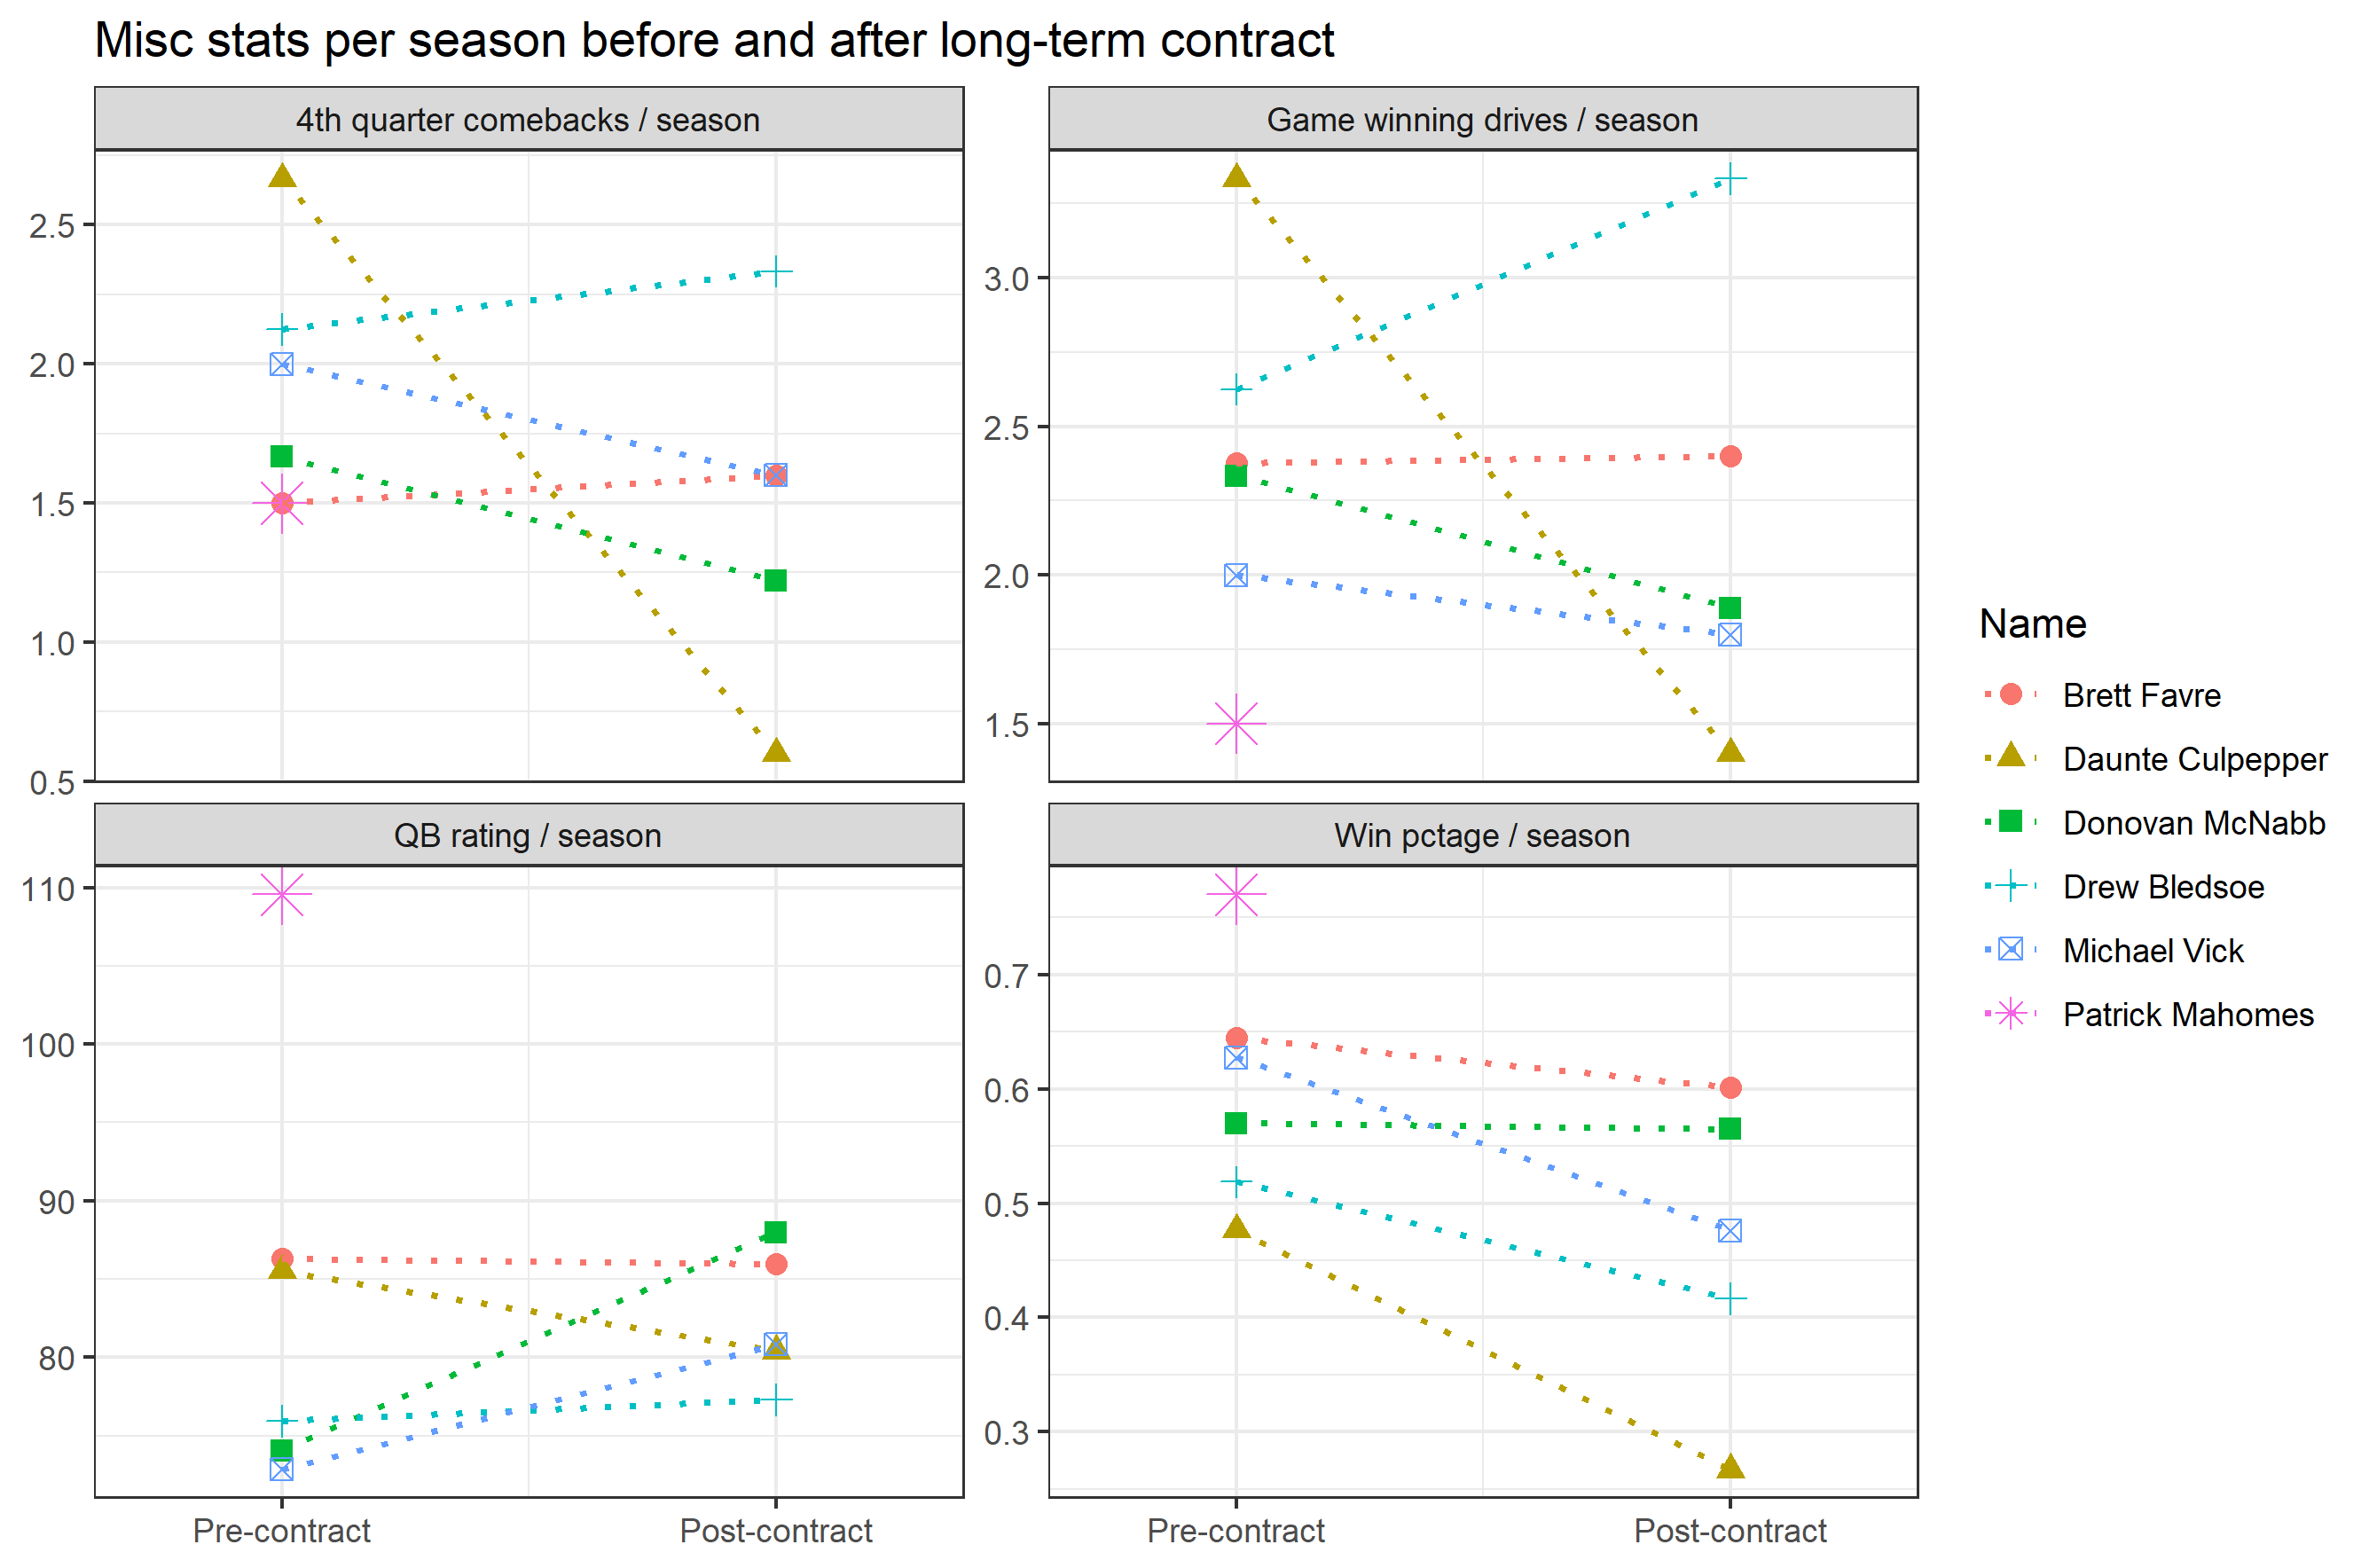 Misc stats per season before and after long-term contract
4th quarter comebacks / season
2.5
2.0
1.5
1.0
0.5
Game winning drives / season
3.0
2.5
2.0
1.5
QB rating / season
110
100
90
80
Pre-contract
Post-contract
Win pctage / season
0.7
0.6
0.5
0.4
0.3
Pre-contract
Post-contract
Name
Brett Favre
Daunte Culpepper
Donovan McNabb
Drew Bledsoe
Michael Vick
Patrick Mahomes